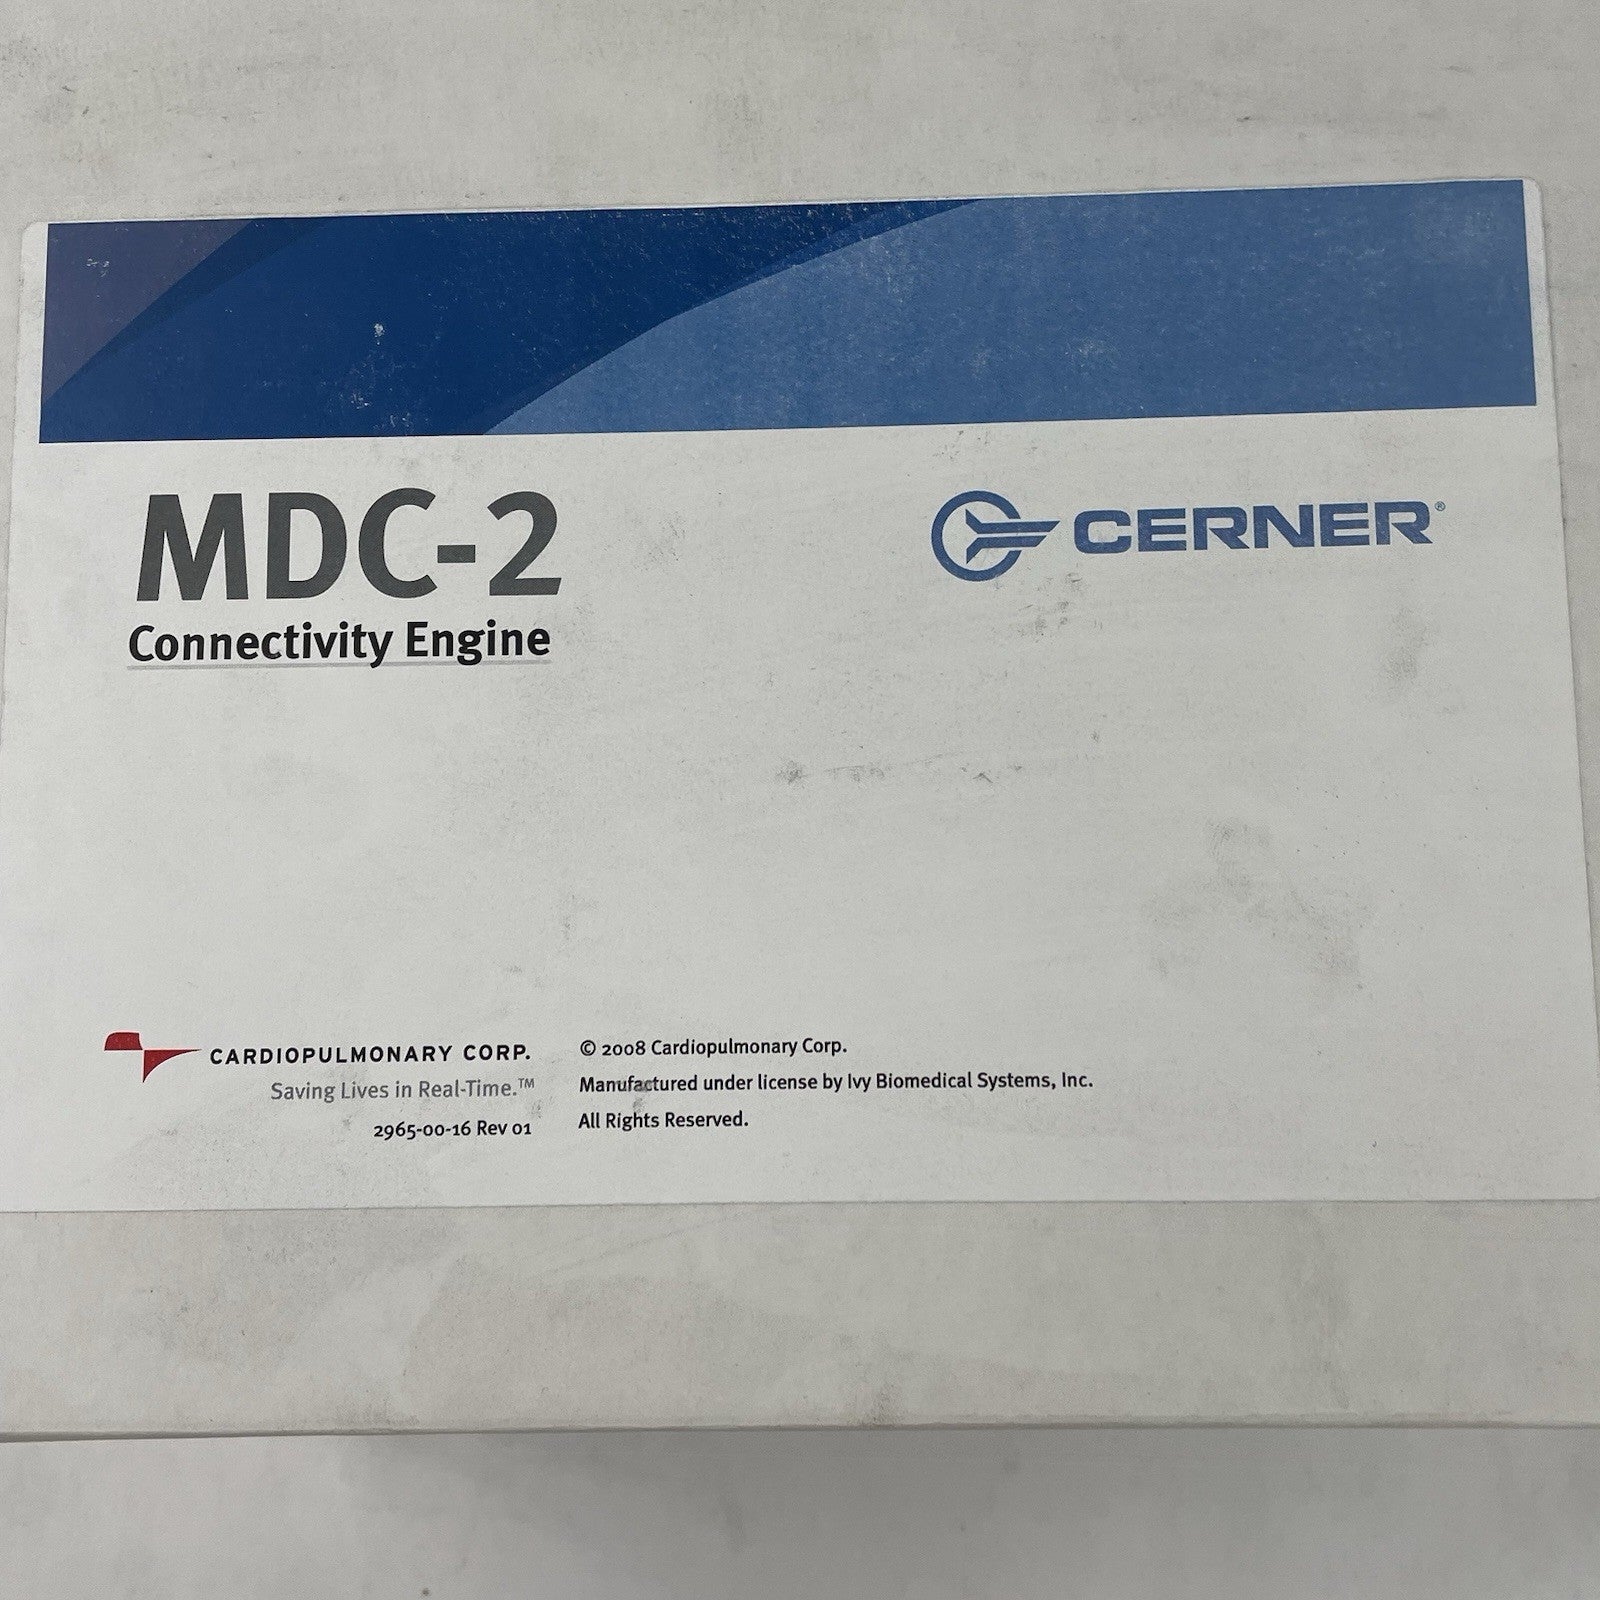 MDC-2
Connectivity Engine
CERNER®
CARDIOPULMONARY CORP.
Saving Lives in Real-Time.™
2965-00-16 Rev 01
© 2008 Cardiopulmonary Corp.
Manufactured under license by Ivy Biomedical Systems, Inc.
All Rights Reserved.